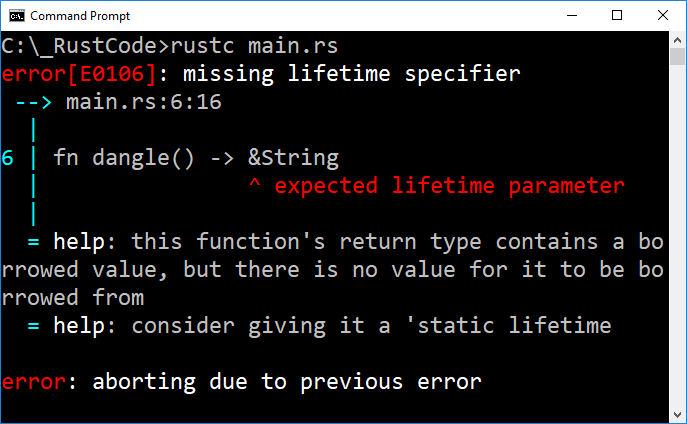 Command Prompt
C:\_RustCode>rustc main.rs
error[E0106]: missing lifetime specifier
 --> main.rs:6:16
  |
6 | fn dangle() -> &String
  |                ^ expected lifetime parameter
  |
  = help: this function's return type contains a bo
rrowed value, but there is no value for it to be bo
rrowed from
  = help: consider giving it a 'static lifetime
error: aborting due to previous error